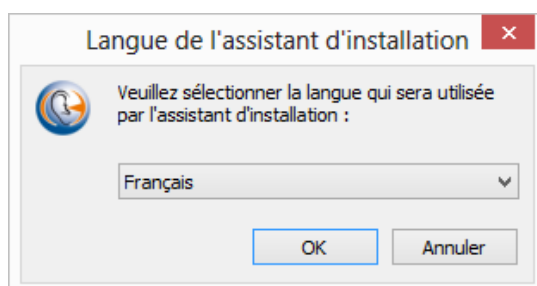 Langue de l'assistant d'installation
Veuillez sélectionner la langue qui sera utilisée
par l'assistant d'installation :
Français
OK Annuler